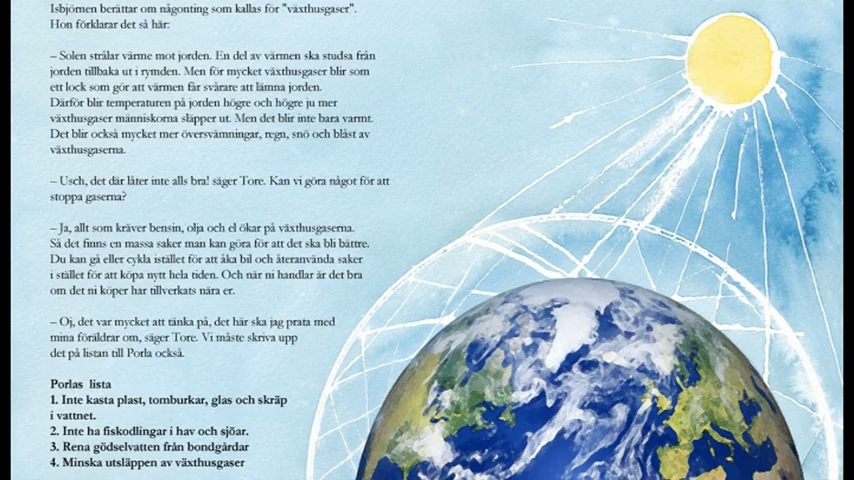 Isbjörnen berättar om någonting som kallas för "växthusgaser".
Hon förklarar det så här:
– Solen strålar värme mot jorden. En del av värmen ska studsa från
jorden tillbaka ut i rymden. Men för mycket växthusgaser blir som
ett lock som gör att värmen får svårare att lämna jorden.
Därför blir temperaturen på jorden högre och högre ju mer
växthusgaser människorna släpper ut. Men det blir inte bara varmt.
Det blir också mycket mer översvämningar, regn, snö och blåst av
växthusgaserna.
– Usch, det där låter inte alls bra! säger Tore. Kan vi göra något för att
stoppa gaserna?
– Ja, allt som kräver bensin, olja och el ökar på växthusgaserna.
Så det finns en massa saker man kan göra för att det ska bli bättre.
Du kan gå eller cykla istället för att åka bil och återanvända saker
i stället för att köpa nytt hela tiden. Och när ni handlar är det bra
om det ni köper har tillverkats nära er.
– Oj, det var mycket att tänka på, det här ska jag prata med
mina föräldrar om, säger Tore. Vi måste skriva upp
det på listan till Porla också.
Porlas lista
1. Inte kasta plast, tomburkar, glas och skräp
i vattnet.
2. Inte ha fiskodlingar i hav och sjöar.
3. Rena gödselvatten från bondgårdar
4. Minska utsläppen av växthusgaser